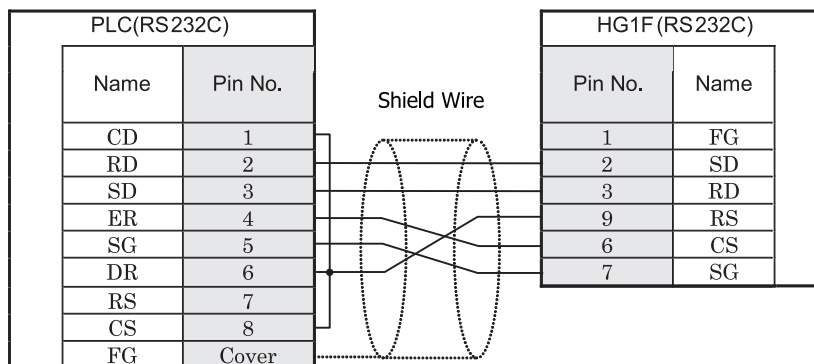 PLC(RS232C) HG1F(RS232C)
Name Pin No. Pin No. Name
Shield Wire
CD 1 1 FG
RD 2 2 SD
SD 3 3 RD
ER 4 9 RS
SG 5 6 CS
DR 6 7 SG
RS 7
CS 8
FG Cover